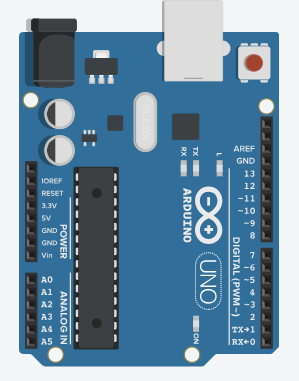 RX
TX
L
AREF
GND
13
12
~11
~10
~9
8
IOREF
RESET
3.3V
5V
GND
GND
Vin
POWER
ARDUINO
UNO
DIGITAL (PWM~)
7
~6
~5
4
~3
2
TX→1
RX←0
A0
A1
A2
A3
A4
A5
ANALOG IN
ON